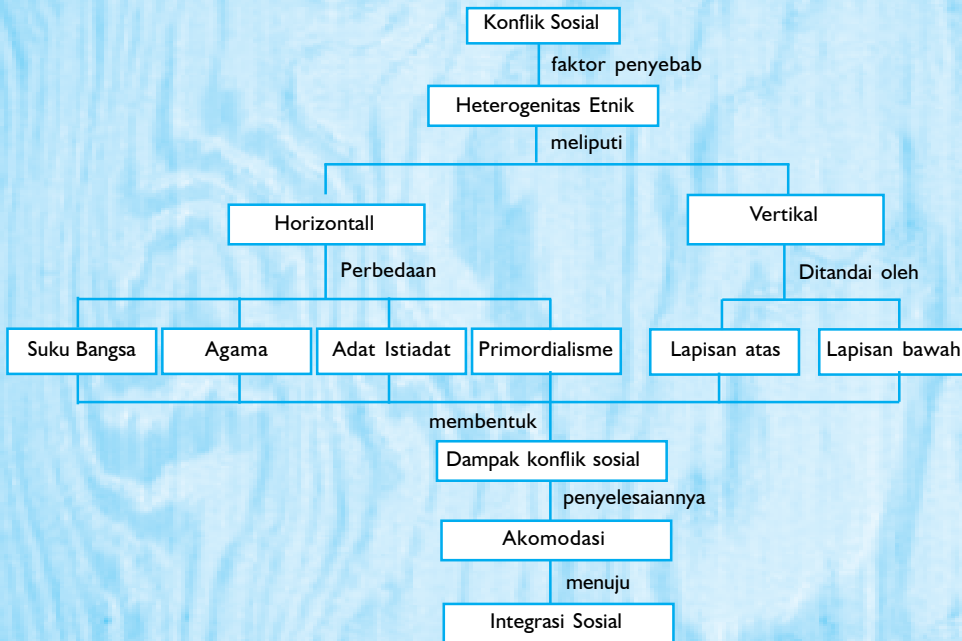 Konflik Sosial
faktor penyebab
Heterogenitas Etnik
meliputi
Horizontall
Vertikal
Perbedaan
Ditandai oleh
Suku Bangsa
Agama
Adat Istiadat
Primordialisme
Lapisan atas
Lapisan bawah
membentuk
Dampak konflik sosial
penyelesaiannya
Akomodasi
menuju
Integrasi Sosial